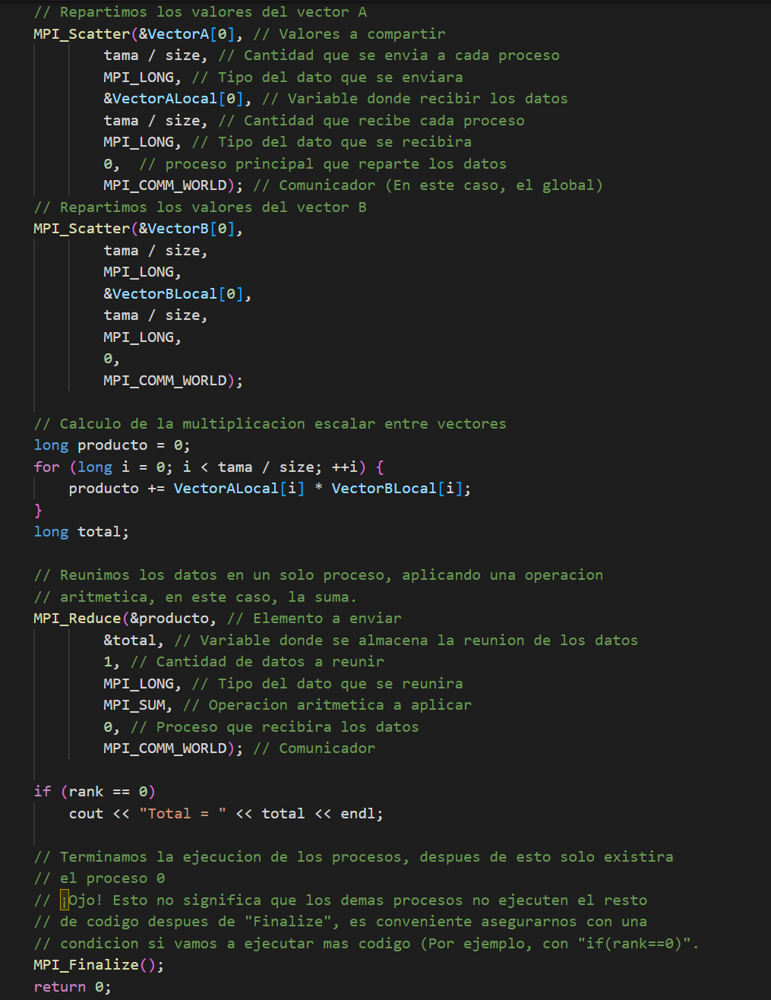 // Repartimos los valores del vector A
MPI_Scatter(&VectorA[0], // Valores a compartir
tama / size, // Cantidad que se envia a cada proceso
MPI_LONG, // Tipo del dato que se enviara
&VectorALocal[0], // Variable donde recibir los datos
tama / size, // Cantidad que recibe cada proceso
MPI_LONG, // Tipo del dato que se recibira
0,  // proceso principal que reparte los datos
MPI_COMM_WORLD); // Comunicador (En este caso, el global)
// Repartimos los valores del vector B
MPI_Scatter(&VectorB[0],
tama / size,
MPI_LONG,
&VectorBLocal[0],
tama / size,
MPI_LONG,
0,
MPI_COMM_WORLD);
// Calculo de la multiplicacion escalar entre vectores
long producto = 0;
for (long i = 0; i < tama / size; ++i) {
producto += VectorALocal[i] * VectorBLocal[i];
}
long total;
// Reunimos los datos en un solo proceso, aplicando una operacion
// aritmetica, en este caso, la suma.
MPI_Reduce(&producto, // Elemento a enviar
&total, // Variable donde se almacena la reunion de los datos
1, // Cantidad de datos a reunir
MPI_LONG, // Tipo del dato que se reunira
MPI_SUM, // Operacion aritmetica a aplicar
0, // Proceso que recibira los datos
MPI_COMM_WORLD); // Comunicador
if (rank == 0)
cout << "Total = " << total << endl;
// Terminamos la ejecucion de los procesos, despues de esto solo existira
// el proceso 0
// ¡Ojo! Esto no significa que los demas procesos no ejecuten el resto
// de codigo despues de "Finalize", es conveniente asegurarnos con una
// condicion si vamos a ejecutar mas codigo (Por ejemplo, con "if(rank==0)".
MPI_Finalize();
return 0;